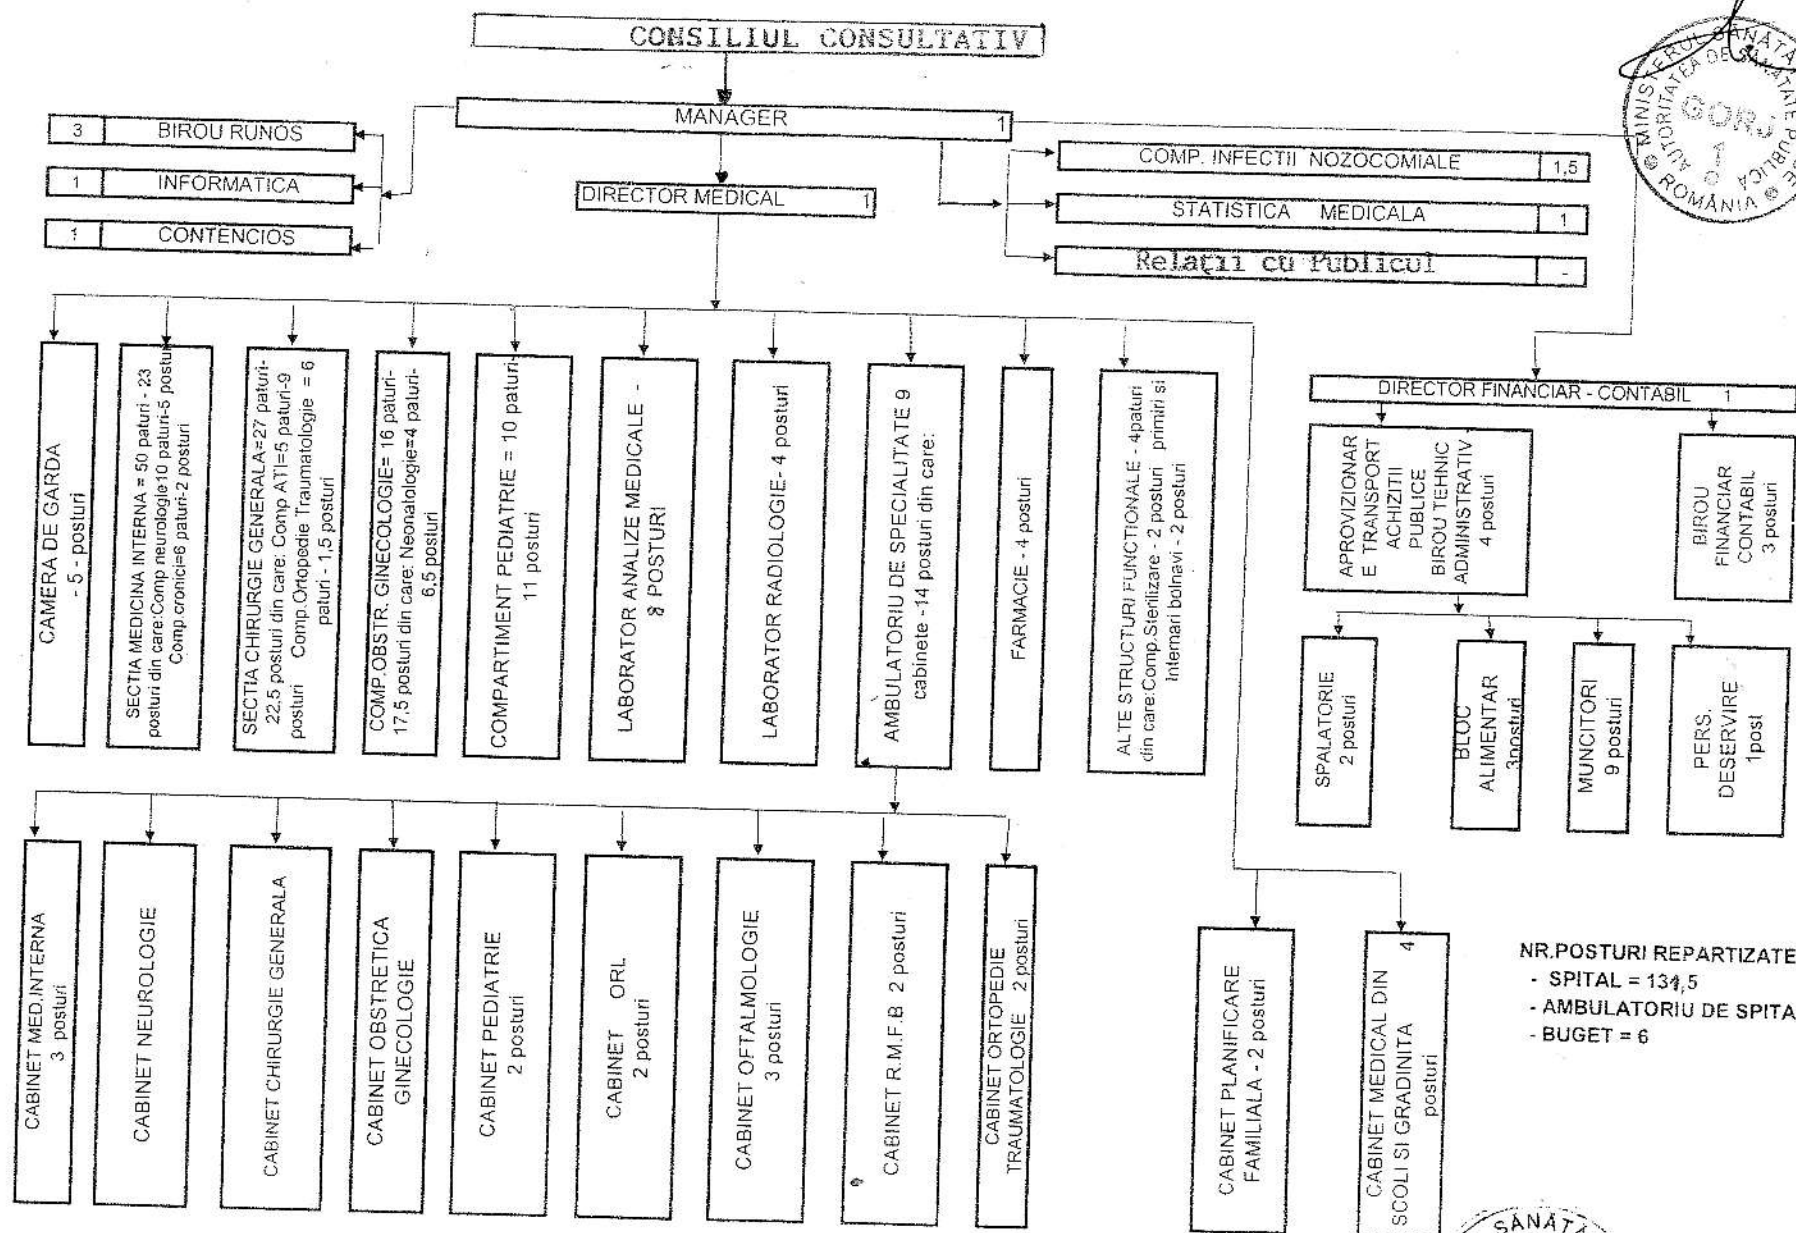 CONSILIUL CONSULTATIV
MANAGER 1
3 BIROU RUNOS
1 INFORMATICA
1 CONTENCIOS
DIRECTOR MEDICAL 1
COMP. INFECTII NOZOCOMIALE 1,5
STATISTICA MEDICALA 1
Relaţii cu Publicul -
MINISTERUL
AUTORITATEA DE SĂNĂTATE PUBLICĂ
GORJ
1
ROMÂNIA
CAMERA DE GARDA
- 5 - posturi
SECTIA MEDICINA INTERNA = 50 paturi - 23
posturi din care:Comp neurologie10 paturi-5 postur
Comp.cronici=6 paturi-2 posturi
SECTIA CHIRURGIE GENERALA=27 paturi-
22,5 posturi din care: Comp ATI=5 paturi-9
posturi Comp.Ortopedie Traumatologie = 6
paturi - 1,5 posturi
COMP.OBSTR. GINECOLOGIE= 16 paturi-
17,5 posturi din care: Neonatologie=4 paturi-
6,5 posturi
COMPARTIMENT PEDIATRIE = 10 paturi-
11 posturi
LABORATOR ANALIZE MEDICALE -
8 POSTURI
LABORATOR RADIOLOGIE- 4 posturi
AMBULATORIU DE SPECIALITATE 9
cabinete -14 posturi din care:
FARMACIE - 4 posturi
ALTE STRUCTURI FUNCTIONALE - 4paturi
din care:Comp.Sterilizare - 2 posturi primiri si
Internari bolnavi - 2 posturi
DIRECTOR FINANCIAR - CONTABIL 1
APROVIZIONAR
E TRANSPORT
ACHIZITII
PUBLICE
BIROU TEHNIC
ADMINISTRATIV
4 posturi
BIROU
FINANCIAR
CONTABIL
3 posturi
SPALATORIE
2 posturi
BLOC
ALIMENTAR
3posturi
MUNCITORI
9 posturi
PERS.
DESERVIRE
1post
CABINET MED.INTERNA
3 posturi
CABINET NEUROLOGIE
CABINET CHIRURGIE GENERALA
CABINET OBSTRETICA
GINECOLOGIE
CABINET PEDIATRIE
2 posturi
CABINET ORL
2 posturi
CABINET OFTALMOLOGIE
3 posturi
CABINET R.M.F.B 2 posturi
CABINET ORTOPEDIE
TRAUMATOLOGIE 2 posturi
CABINET PLANIFICARE
FAMILIALA - 2 posturi
CABINET MEDICAL DIN
SCOLI SI GRADINITA 4
posturi
NR.POSTURI REPARTIZATE
- SPITAL =
- AMBULATORIU DE SPITA
- BUGET = 6